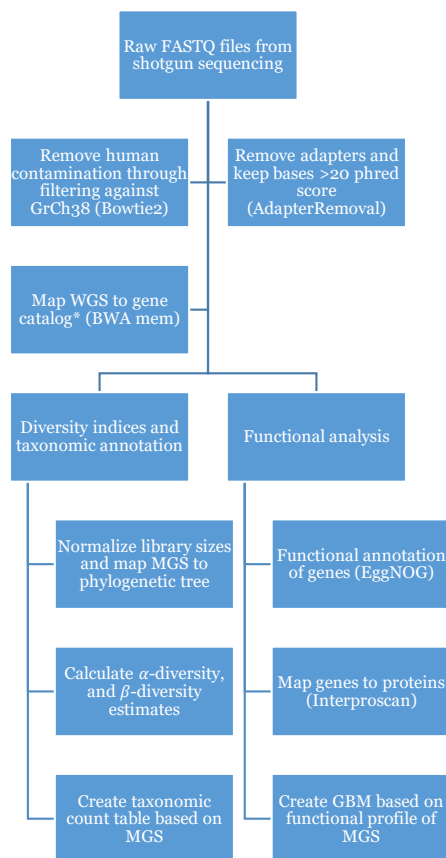 Raw FASTQ files from
shotgun sequencing
Remove human
contamination through
filtering against
GrCh38 (Bowtie2)
Remove adapters and
keep bases >20 phred
score
(AdapterRemoval)
Map WGS to gene
catalog* (BWA mem)
Diversity indices and
taxonomic annotation
Functional analysis
Normalize library sizes
and map MGS to
phylogenetic tree
Functional annotation
of genes (EggNOG)
Calculate α-diversity,
and β-diversity
estimates
Map genes to proteins
(Interproscan)
Create taxonomic
count table based on
MGS
Create GBM based on
functional profile of
MGS